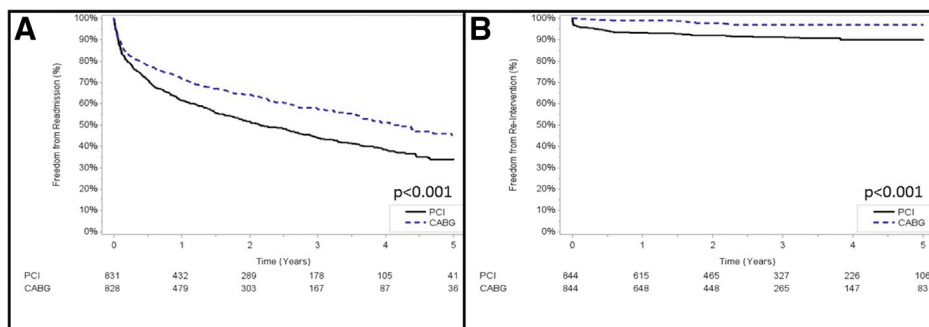 A
Freedom from Readmission (%)
100%
90%
80%
70%
60%
50%
40%
30%
20%
10%
0%
p<0.001
PCI
CABG
0 1 2 3 4 5
Time (Years)
PCI 831 432 289 178 105 41
CABG 828 479 303 167 87 36
B
Freedom from Re-Intervention (%)
100%
90%
80%
70%
60%
50%
40%
30%
20%
10%
0%
p<0.001
PCI
CABG
0 1 2 3 4 5
Time (Years)
PCI 844 615 465 327 226 106
CABG 844 648 448 265 147 83